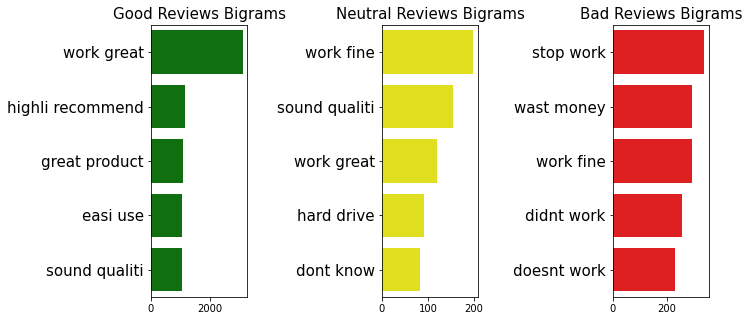 Good Reviews Bigrams
work great
highli recommend
great product
easi use
sound qualiti
0 2000
Neutral Reviews Bigrams
work fine
sound qualiti
work great
hard drive
dont know
0 100 200
Bad Reviews Bigrams
stop work
wast money
work fine
didnt work
doesnt work
0 200